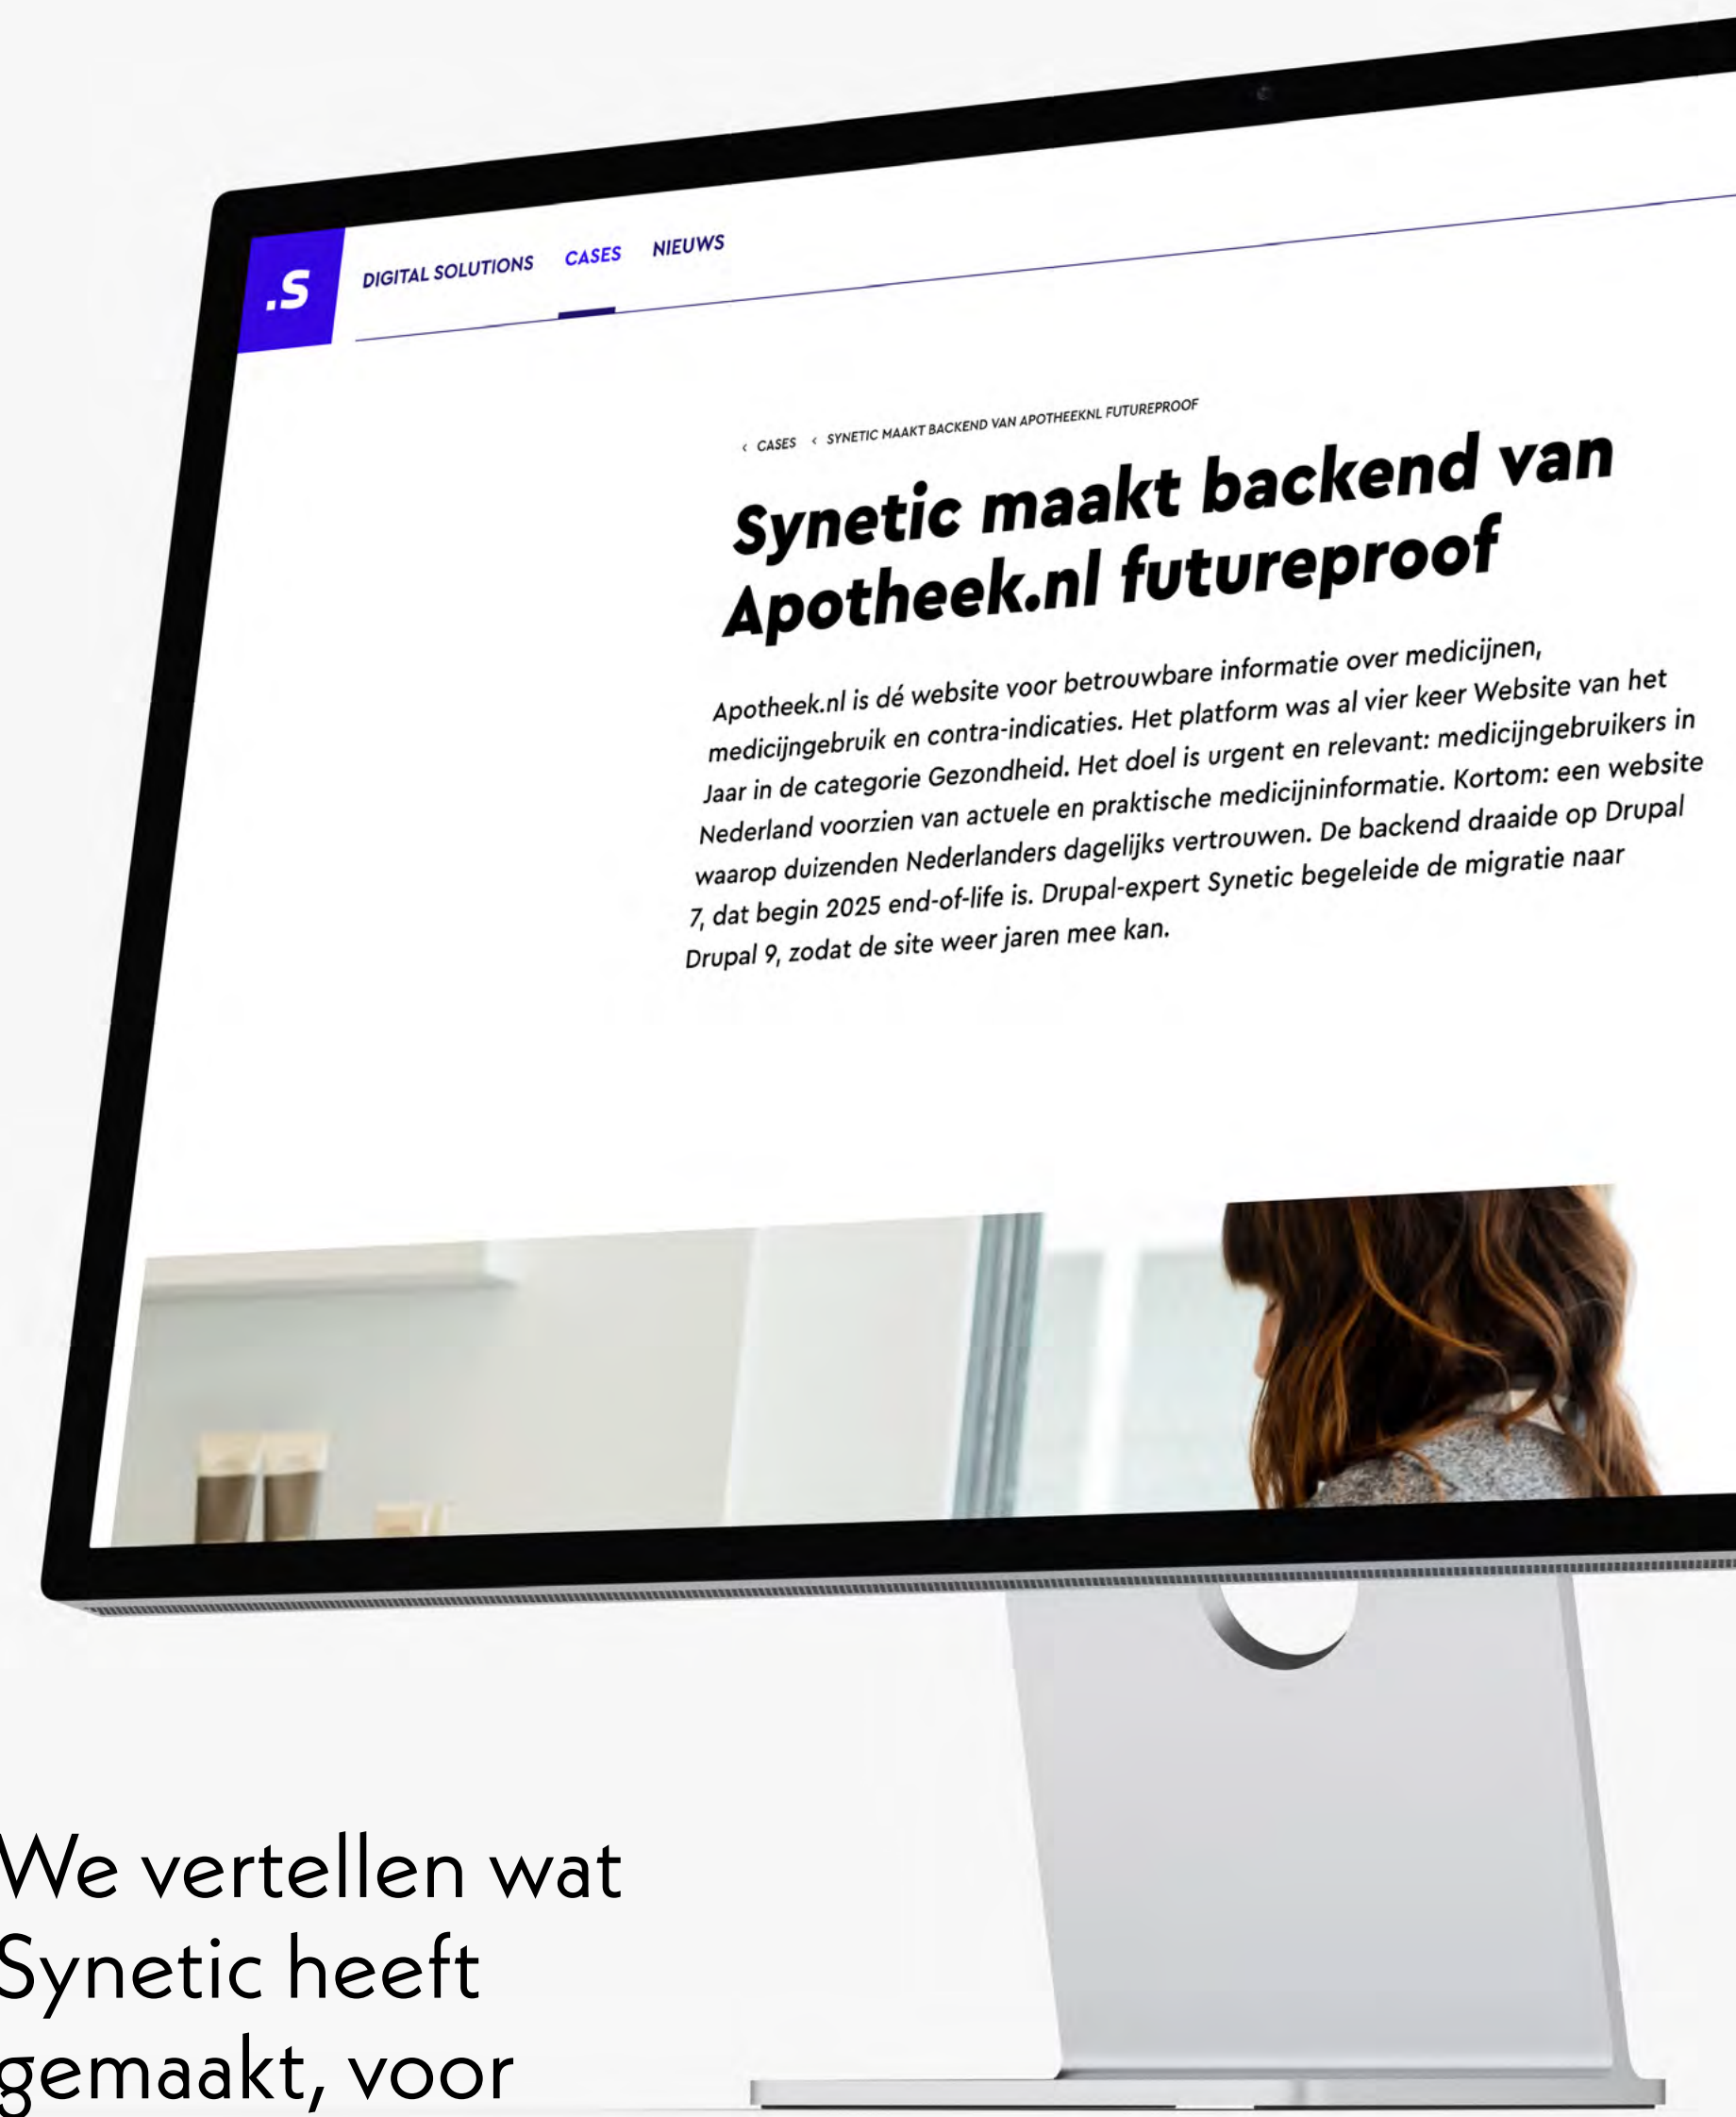 .S
DIGITAL SOLUTIONS CASES NIEUWS
‹ CASES ‹ SYNETIC MAAKT BACKEND VAN APOTHEEKNL FUTUREPROOF
Synetic maakt backend van
Apotheek.nl futureproof
Apotheek.nl is dé website voor betrouwbare informatie over medicijnen,
medicijngebruik en contra-indicaties. Het platform was al vier keer Website van het
Jaar in de categorie Gezondheid. Het doel is urgent en relevant: medicijngebruikers in
Nederland voorzien van actuele en praktische medicijninformatie. Kortom: een website
waarop duizenden Nederlanders dagelijks vertrouwen. De backend draaide op Drupal
7, dat begin 2025 end-of-life is. Drupal-expert Synetic begeleide de migratie naar
Drupal 9, zodat de site weer jaren mee kan.
We vertellen wat
Synetic heeft
gemaakt, voor